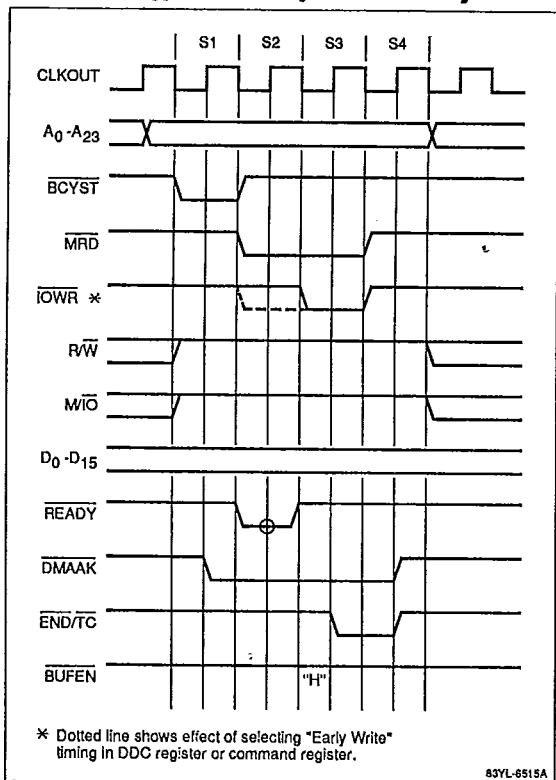 S1 S2 S3 S4
CLKOUT
A0 -A23
BCYST
MRD
IOWR *
R/W
M/IO
D0 -D15
READY
DMAAK
END/TC
BUFEN
"H"
* Dotted line shows effect of selecting "Early Write"
timing in DDC register or command register.
83YL-6515A